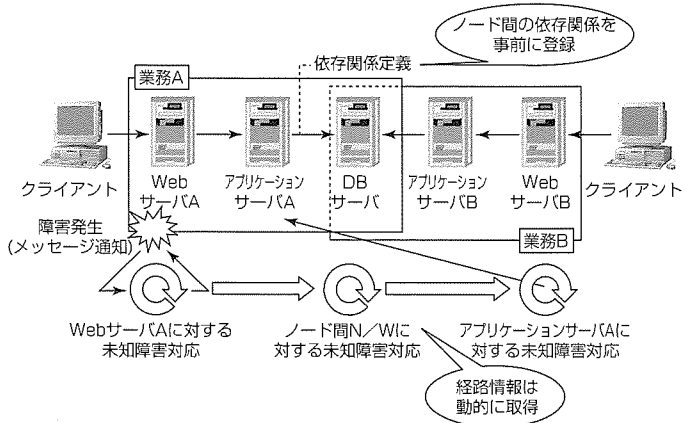 ノード間の依存関係を
事前に登録
依存関係定義
業務A
クライアント
Web
サーバA
アプリケーション
サーバA
DB
サーバ
アプリケーション
サーバB
Web
サーバB
クライアント
障害発生
(メッセージ通知)
業務B
WebサーバAに対する
未知障害対応
ノード間N/Wに
対する未知障害対応
アプリケーションサーバAに
対する未知障害対応
経路情報は
動的に取得